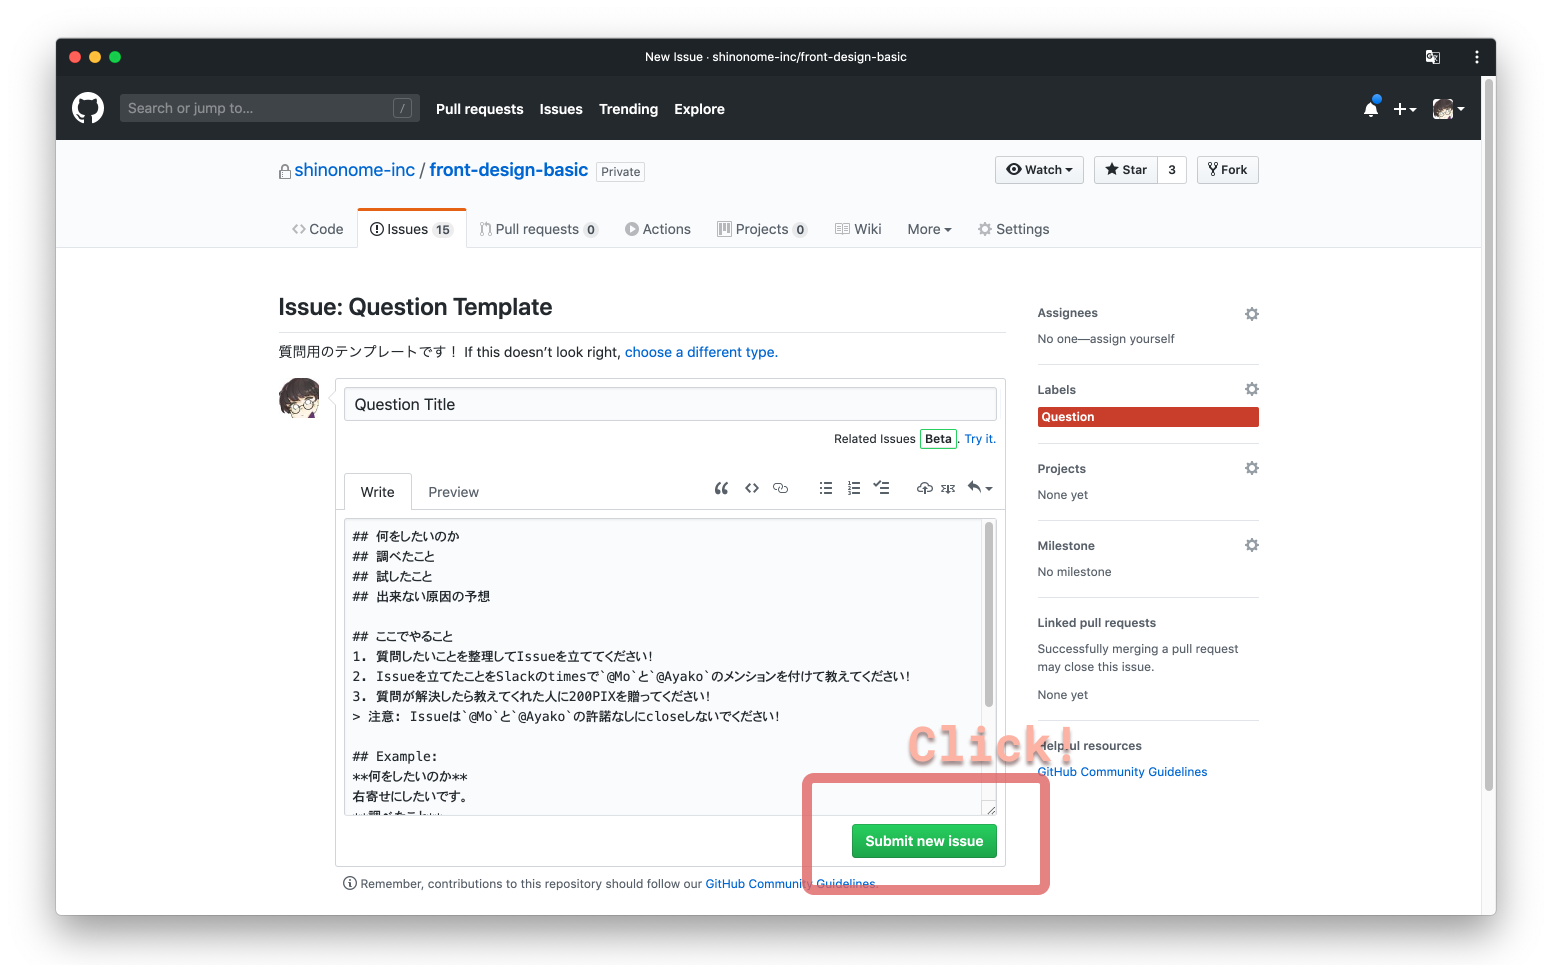 New Issue · shinonome-inc/front-design-basic
Search or jump to... /
Pull requests Issues Trending Explore
shinonome-inc / front-design-basic Private
Watch Star 3 Fork
Code Issues 15 Pull requests 0 Actions Projects 0 Wiki More Settings
Issue: Question Template
質問用のテンプレートです！ If this doesn’t look right, choose a different type.
Question Title
Related Issues Beta. Try it.
Write Preview
## 何をしたいのか
## 調べたこと
## 試したこと
## 出来ない原因の予想
## ここでやること
1. 質問したいことを整理してIssueを立ててください!
2. Issueを立てたことをSlackのtimesで`@Mo`と`@Ayako`のメンションを付けて教えてください!
3. 質問が解決したら教えてくれた人に200PIXを贈ってください!
> 注意: Issueは`@Mo`と`@Ayako`の許諾なしにcloseしないでください!
## Example:
**何をしたいのか**
右寄せにしたいです。
**調べたこと**
Click!
Submit new issue
Remember, contributions to this repository should follow our GitHub Community Guidelines.
Assignees
No one—assign yourself
Labels
Question
Projects
None yet
Milestone
No milestone
Linked pull requests
Successfully merging a pull request
may close this issue.
None yet
Helpful resources
GitHub Community Guidelines